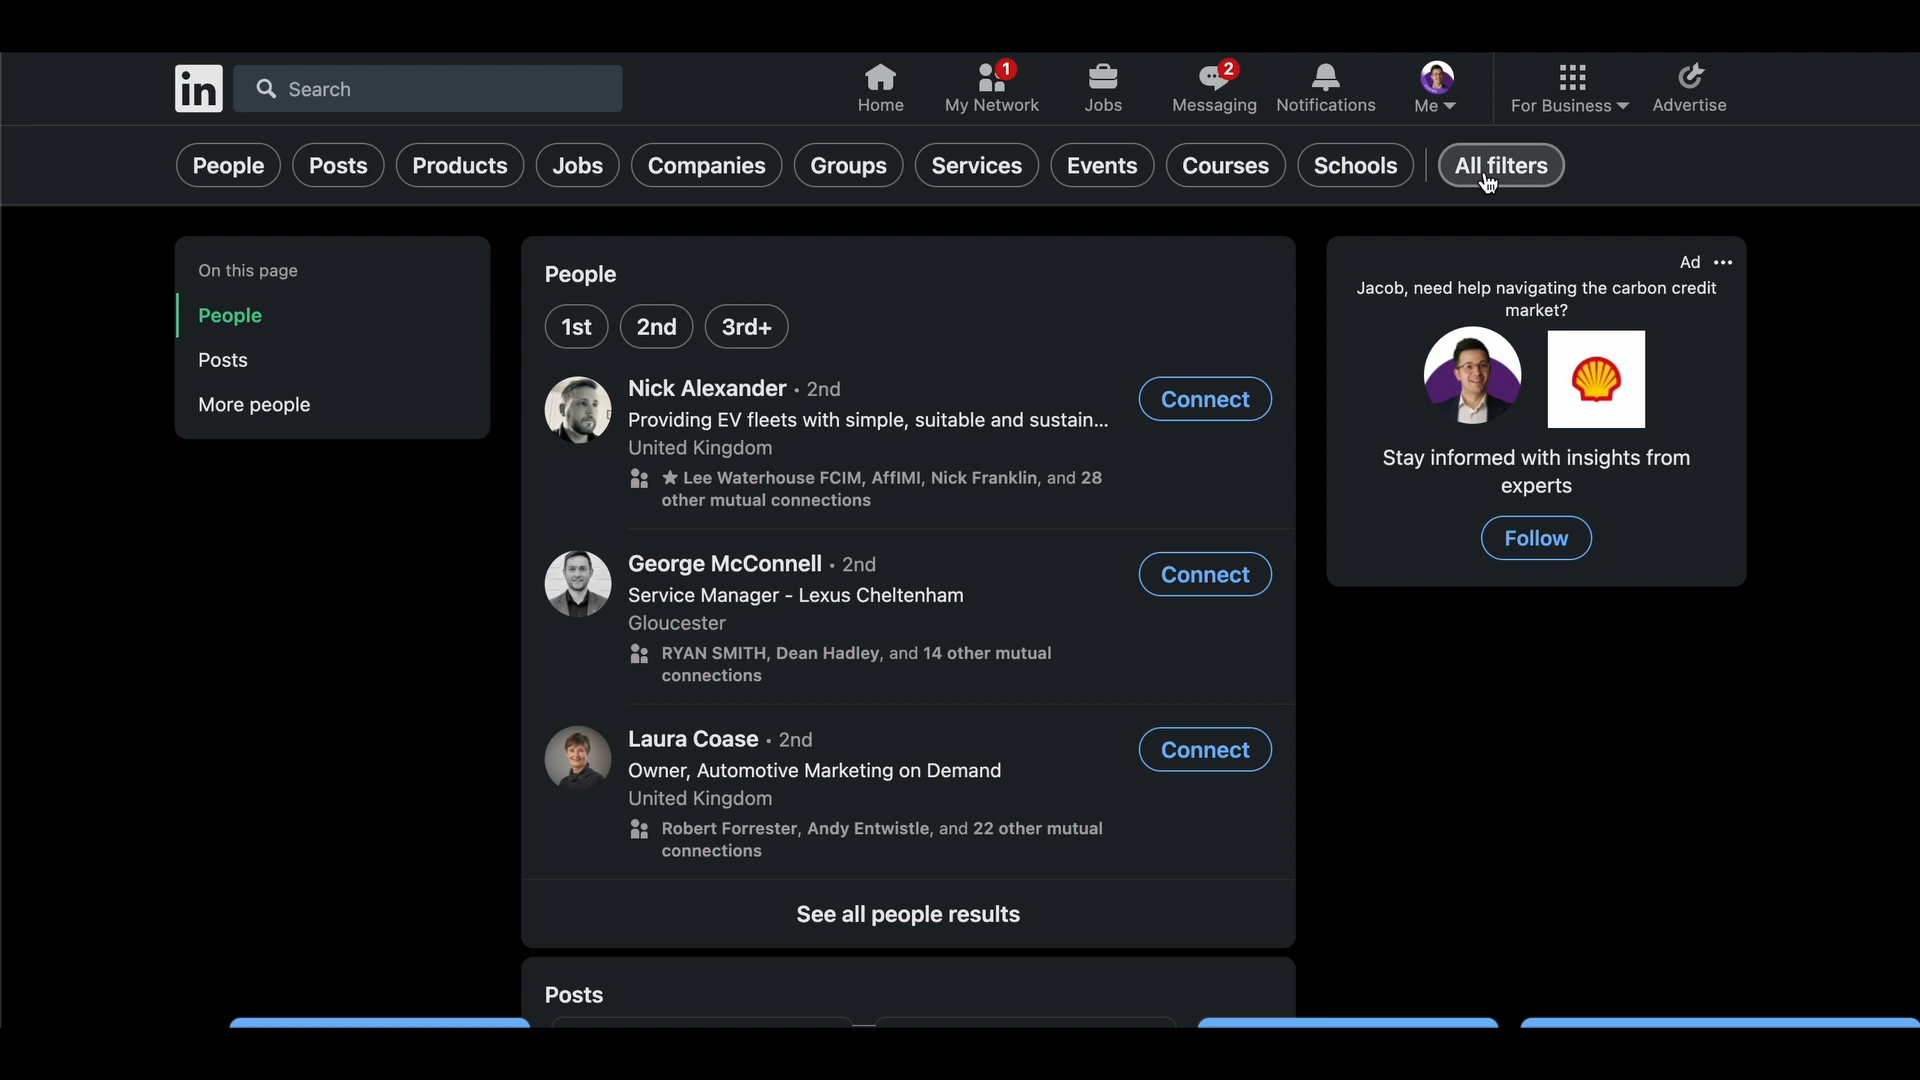 in
Search
Home
1
My Network
Jobs
2
Messaging
Notifications
Me
For Business
Advertise
People
Posts
Products
Jobs
Companies
Groups
Services
Events
Courses
Schools
All filters
On this page
People
Posts
More people
People
1st
2nd
3rd+
Nick Alexander • 2nd
Providing EV fleets with simple, suitable and sustain...
United Kingdom
Lee Waterhouse FCIM, AffIMI, Nick Franklin, and 28
other mutual connections
Connect
George McConnell • 2nd
Service Manager - Lexus Cheltenham
Gloucester
RYAN SMITH, Dean Hadley, and 14 other mutual
connections
Connect
Laura Coase • 2nd
Owner, Automotive Marketing on Demand
United Kingdom
Robert Forrester, Andy Entwistle, and 22 other mutual
connections
Connect
See all people results
Posts
Ad
Jacob, need help navigating the carbon credit
market?
Stay informed with insights from
experts
Follow